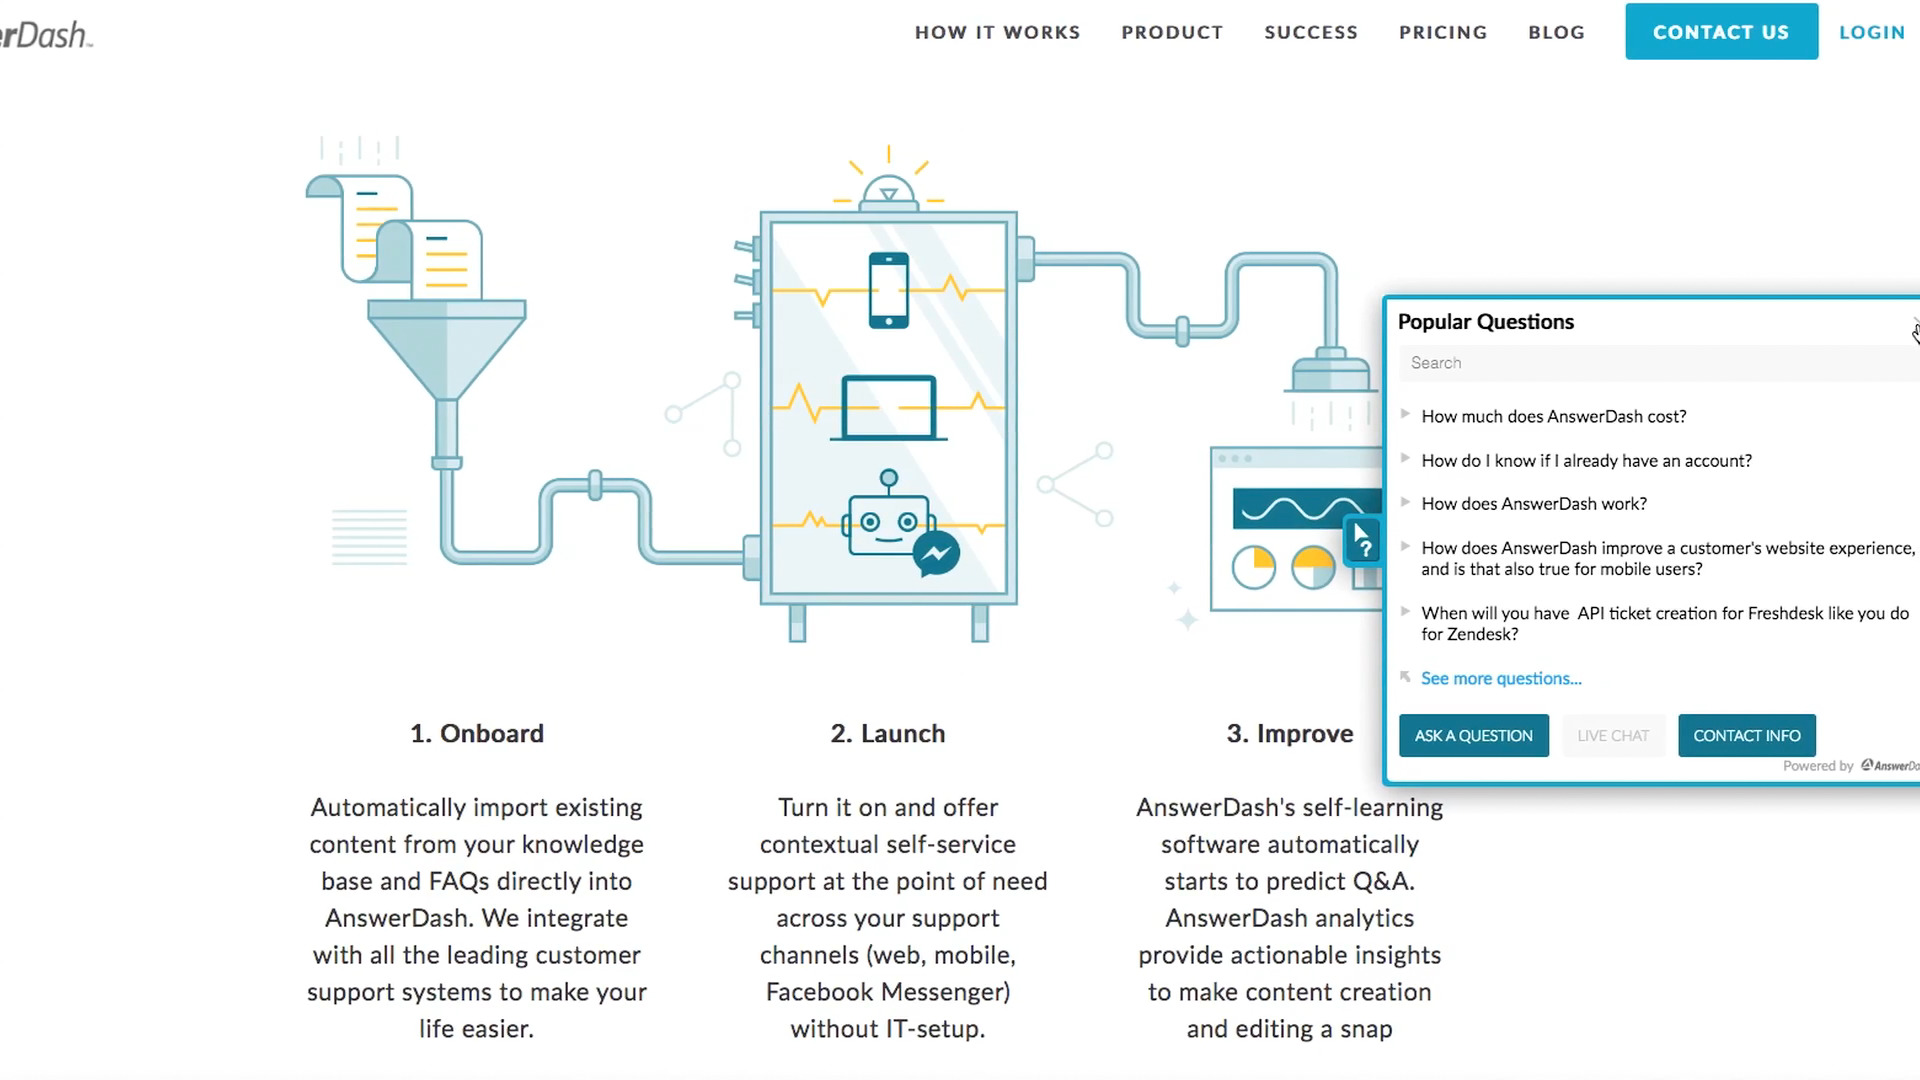 erDash
HOW IT WORKS
PRODUCT
SUCCESS
PRICING
BLOG
CONTACT US
LOGIN
Popular Questions
Search
How much does AnswerDash cost?
How do I know if I already have an account?
How does AnswerDash work?
How does AnswerDash improve a customer's website experience,
and is that also true for mobile users?
When will you have API ticket creation for Freshdesk like you do
for Zendesk?
See more questions...
ASK A QUESTION
LIVE CHAT
CONTACT INFO
Powered by AnswerDa
?
1. Onboard
Automatically import existing
content from your knowledge
base and FAQs directly into
AnswerDash. We integrate
with all the leading customer
support systems to make your
life easier.
2. Launch
Turn it on and offer
contextual self-service
support at the point of need
across your support
channels (web, mobile,
Facebook Messenger)
without IT-setup.
3. Improve
AnswerDash's self-learning
software automatically
starts to predict Q&A.
AnswerDash analytics
provide actionable insights
to make content creation
and editing a snap